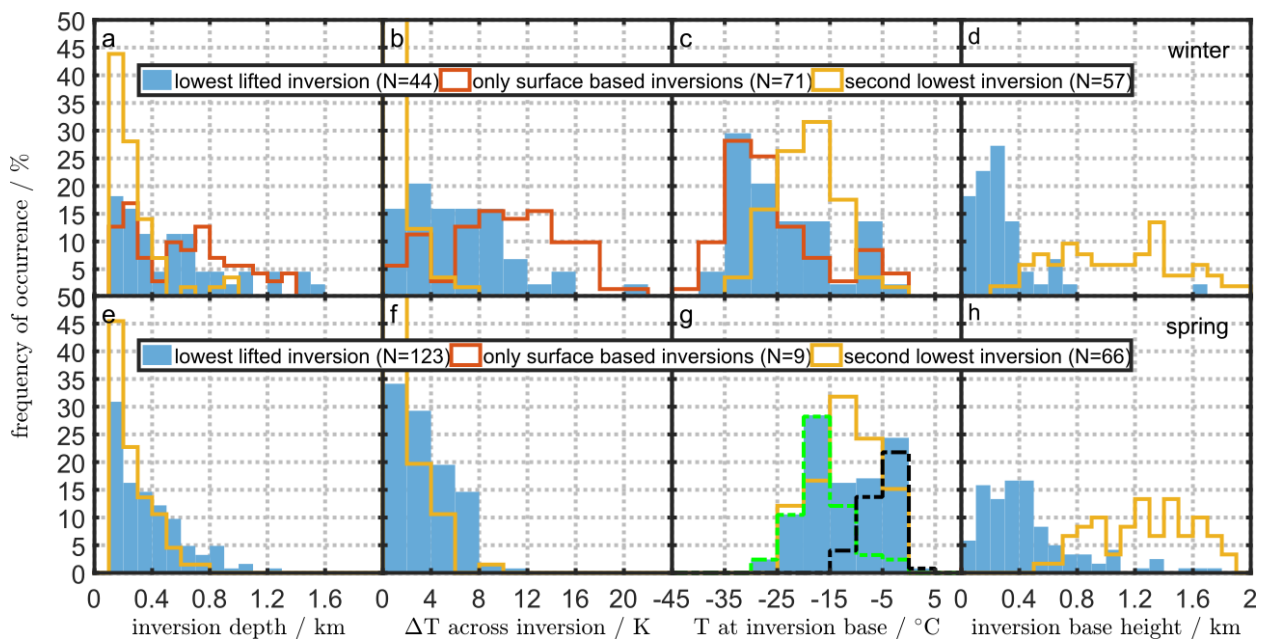 50
45
40
35
30
25
20
15
10
5
a
b
c
d
winter
lowest lifted inversion (N=44)
only surface based inversions (N=71)
second lowest inversion (N=57)
frequency of occurrence / %
50
45
40
35
30
25
20
15
10
5
0
e
f
g
h
spring
lowest lifted inversion (N=123)
only surface based inversions (N=9)
second lowest inversion (N=66)
0 0.4 0.8 1.2 1.6
0 4 8 12 16 20
-45 -35 -25 -15 -5 5
0 0.4 0.8 1.2 1.6 2
inversion depth / km
ΔT across inversion / K
T at inversion base / °C
inversion base height / km